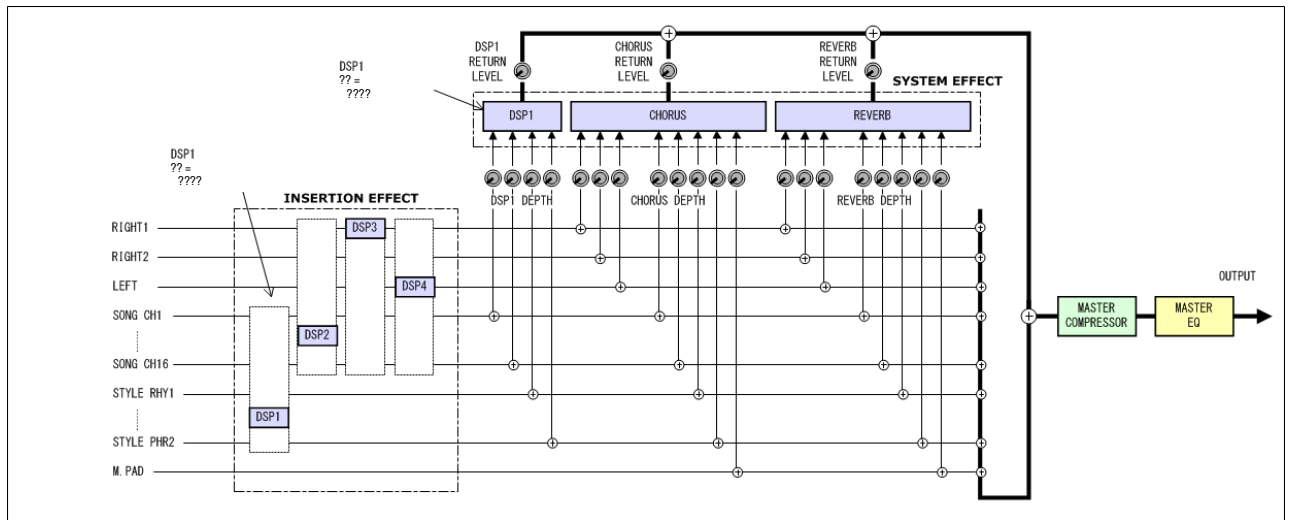 DSP1
RETURN
LEVEL
CHORUS
RETURN
LEVEL
REVERB
RETURN
LEVEL
SYSTEM EFFECT
DSP1
?? =
????
DSP1
CHORUS
REVERB
DSP1 DEPTH
CHORUS DEPTH
REVERB DEPTH
DSP1
?? =
????
INSERTION EFFECT
RIGHT1
RIGHT2
LEFT
SONG CH1
SONG CH16
STYLE RHY1
STYLE PHR2
M.PAD
DSP3
DSP4
DSP2
DSP1
OUTPUT
MASTER
COMPRESSOR
MASTER
EQ